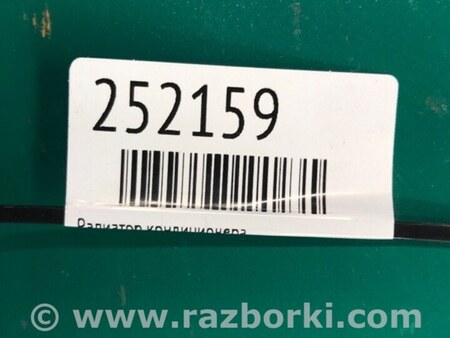 252159
Радиатор кондиционера
© www.razborki.com